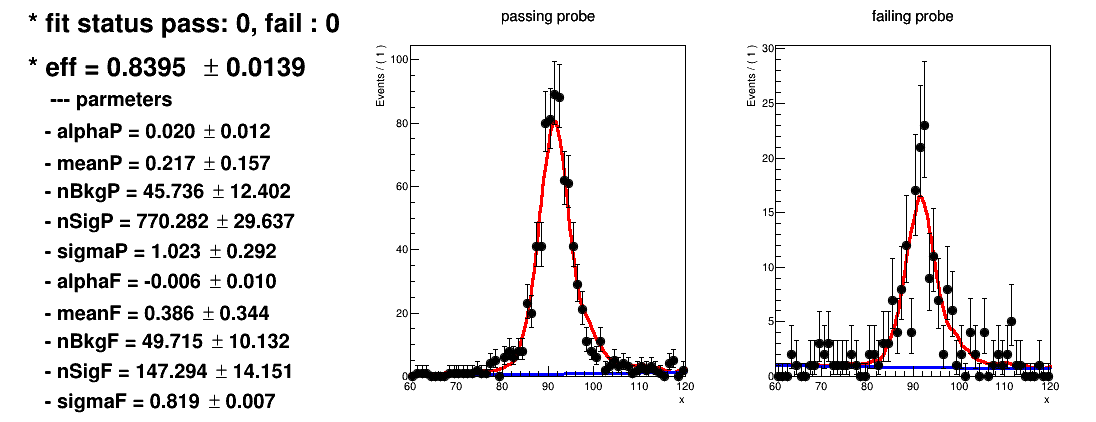 * fit status pass: 0, fail : 0
* eff = 0.8395 ± 0.0139
--- parmeters
- alphaP = 0.020 ± 0.012
- meanP = 0.217 ± 0.157
- nBkgP = 45.736 ± 12.402
- nSigP = 770.282 ± 29.637
- sigmaP = 1.023 ± 0.292
- alphaF = -0.006 ± 0.010
- meanF = 0.386 ± 0.344
- nBkgF = 49.715 ± 10.132
- nSigF = 147.294 ± 14.151
- sigmaF = 0.819 ± 0.007
passing probe
Events / ( 1 )
100
80
60
40
20
0
60 70 80 90 100 110 120
x
failing probe
Events / ( 1 )
30
25
20
15
10
5
0
60 70 80 90 100 110 120
x